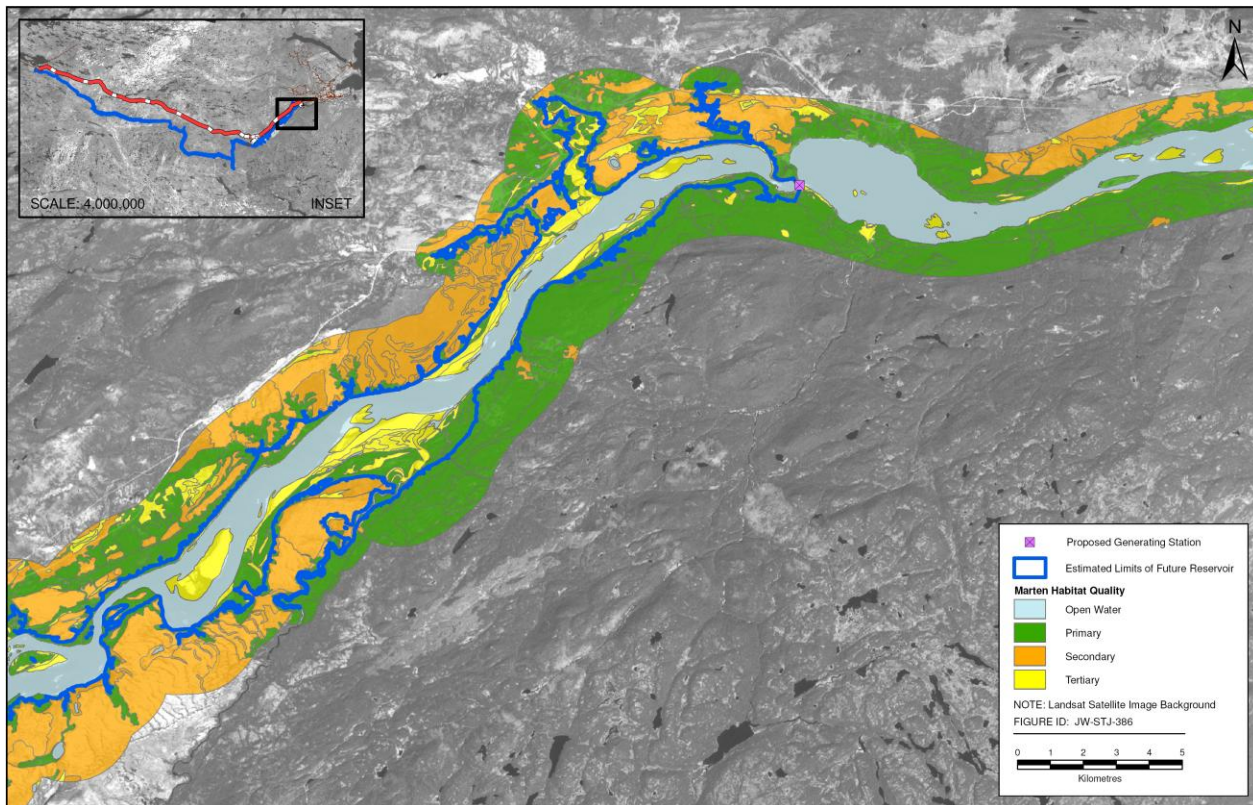 SCALE: 4,000,000
INSET
N
Proposed Generating Station
Estimated Limits of Future Reservoir
Marten Habitat Quality
Open Water
Primary
Secondary
Tertiary
NOTE: Landsat Satellite Image Background
FIGURE ID: JW-STJ-386
0 1 2 3 4 5
Kilometres